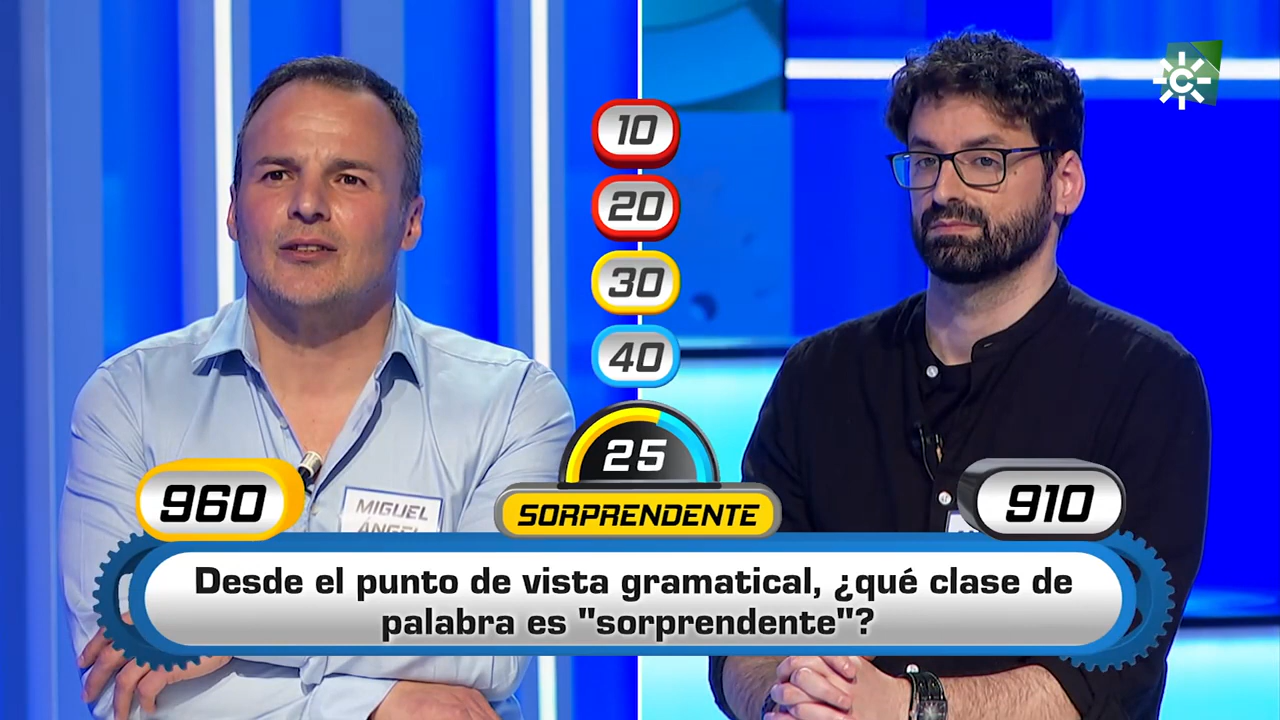 10
20
30
40
25
960
SORPRENDENTE
910
MIGUEL
ÁNGEL
Desde el punto de vista gramatical, ¿qué clase de
palabra es "sorprendente"?